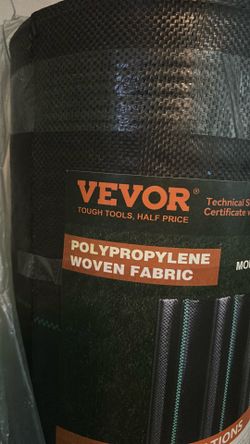 VEVOR®
TOUGH TOOLS, HALF PRICE
Technical S
Certificate
POLYPROPYLENE
WOVEN FABRIC
MO